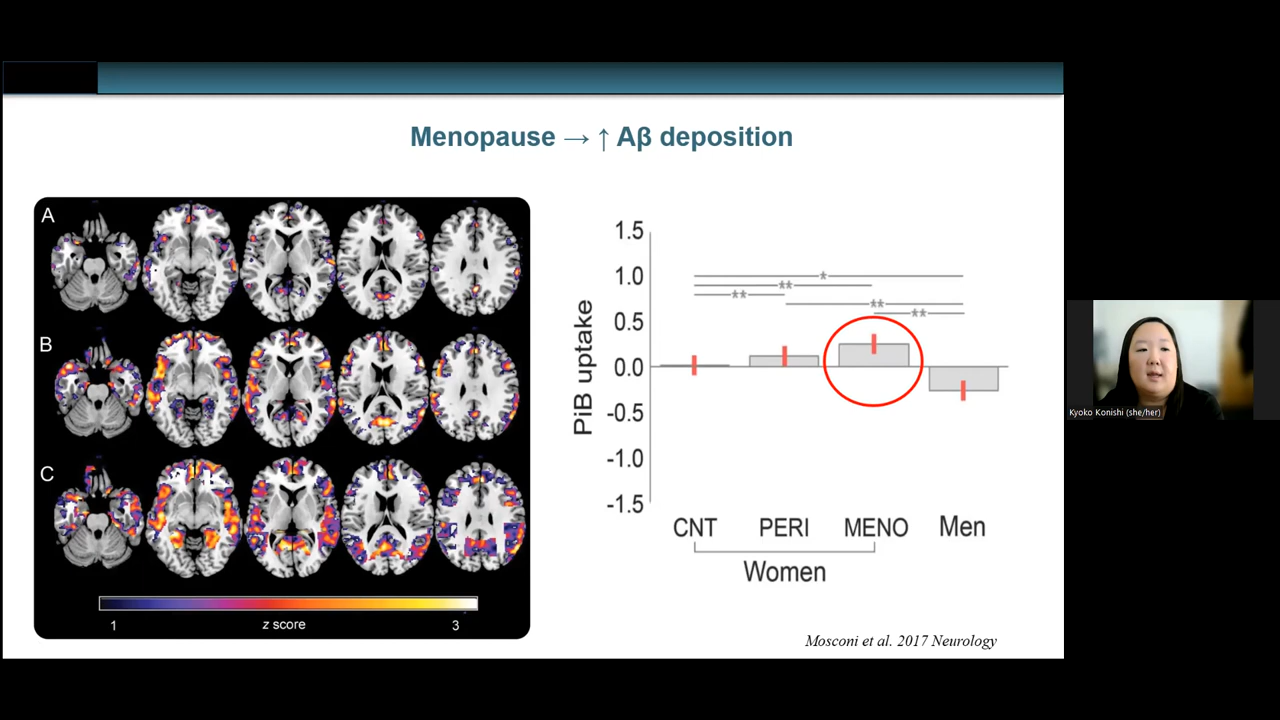 Menopause → ↑ Aβ deposition
A
B
C
1 z score 3
PiB uptake
1.5
1.0
0.5
0.0
-0.5
-1.0
-1.5
*
**
**
**
**
CNT PERI MENO Men
Women
Mosconi et al. 2017 Neurology
Kyoko Konishi (she/her)